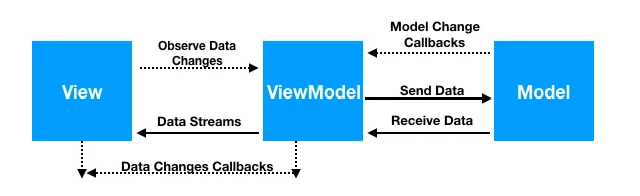 Model Change
Callbacks
Observe Data
Changes
View
ViewModel
Send Data
Model
Data Streams
Receive Data
Data Changes Callbacks